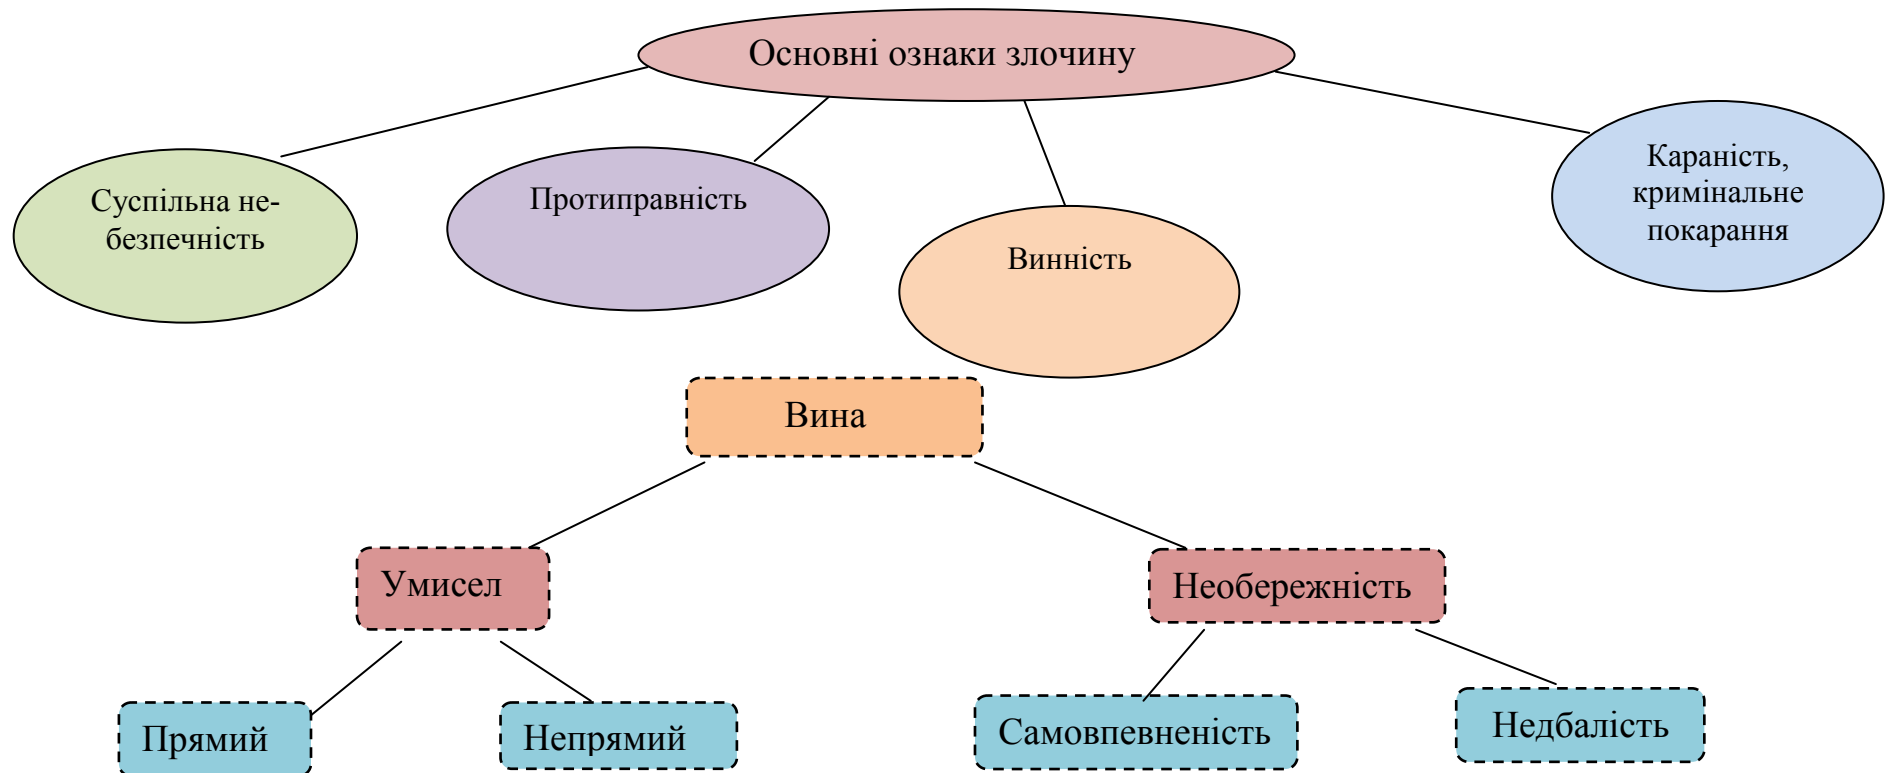 Основні ознаки злочину
Суспільна не-
безпечність
Протиправність
Винність
Караність,
кримінальне
покарання
Вина
Умисел
Необережність
Прямий
Непрямий
Самовпевненість
Недбалість